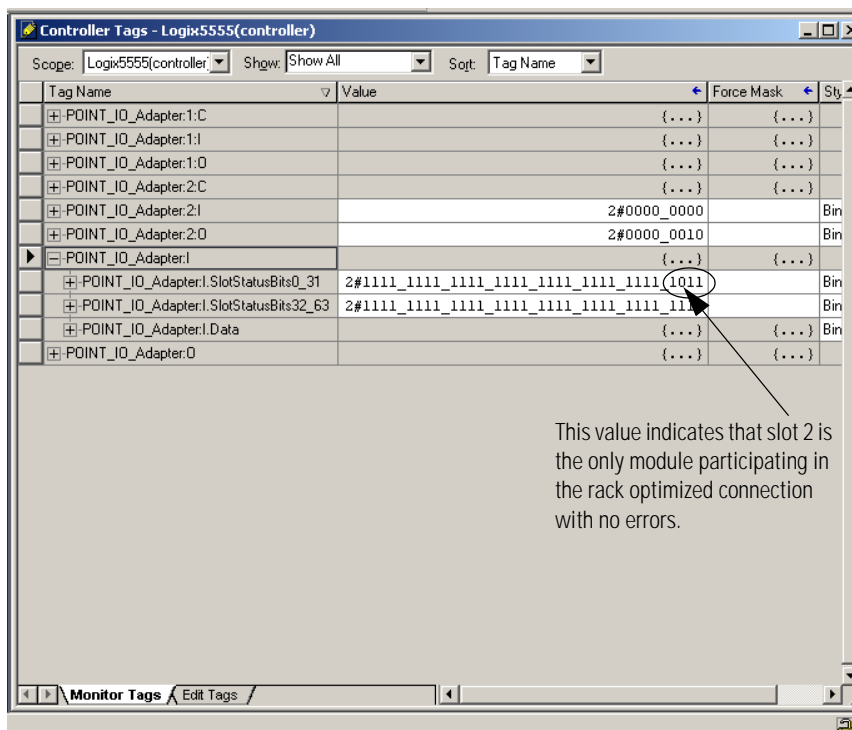 Controller Tags - Logix5555(controller)
Scope: Logix5555(controller) Show: Show All Sort: Tag Name
Tag Name Value Force Mask Sty
POINT_IO_Adapter:1:C {...} {...}
POINT_IO_Adapter:1:I {...} {...}
POINT_IO_Adapter:1:O {...} {...}
POINT_IO_Adapter:2:C {...} {...}
POINT_IO_Adapter:2:I 2#0000_0000 Bin
POINT_IO_Adapter:2:O 2#0000_0010 Bin
POINT_IO_Adapter:I {...} {...}
POINT_IO_Adapter:I.SlotStatusBits0_31 2#1111_1111_1111_1111_1111_1111_1111_1011 Bin
POINT_IO_Adapter:I.SlotStatusBits32_63 2#1111_1111_1111_1111_1111_1111_1111_1111 Bin
POINT_IO_Adapter:I.Data {...} {...} Bin
POINT_IO_Adapter:O {...} {...}
This value indicates that slot 2 is
the only module participating in
the rack optimized connection
with no errors.
Monitor Tags Edit Tags